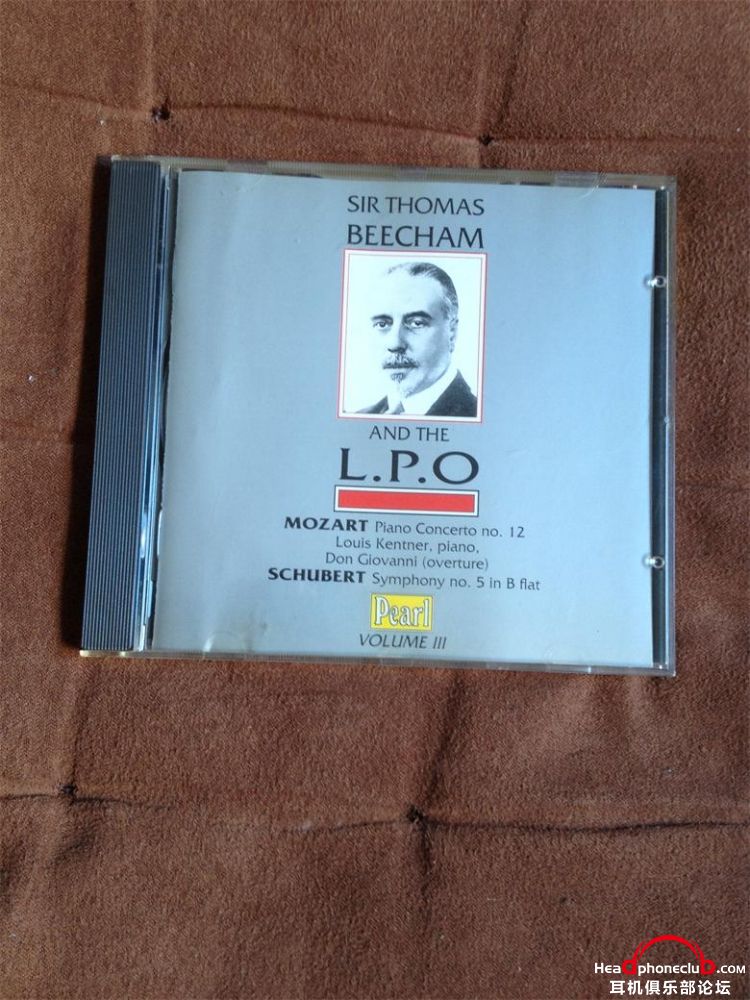 SIR THOMAS
BEECHAM
AND THE
L.P.O
MOZART Piano Concerto no. 12
Louis Kentner, piano,
Don Giovanni (overture)
SCHUBERT Symphony no. 5 in B flat
Pearl
VOLUME III
Headphoneclub.com
耳机俱乐部论坛